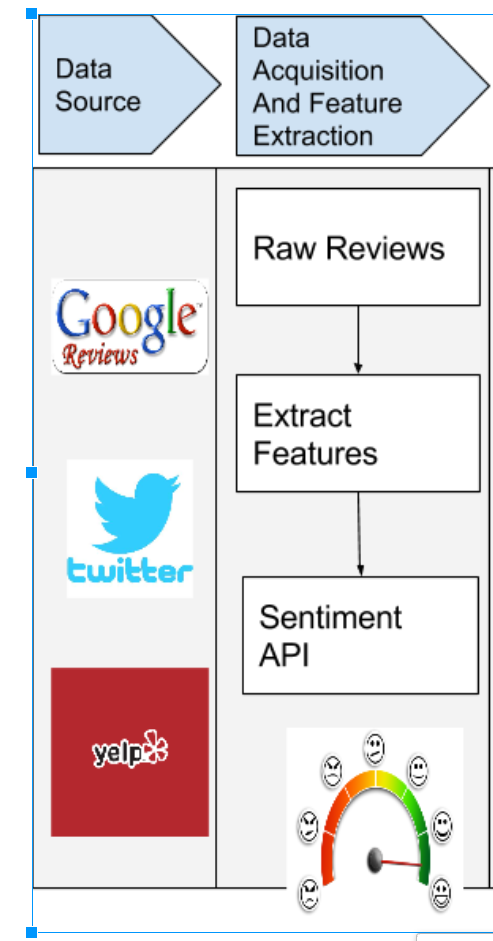 Data
Source
Data
Acquisition
And Feature
Extraction
Google
Reviews
twitter
yelp
Raw Reviews
Extract
Features
Sentiment
API